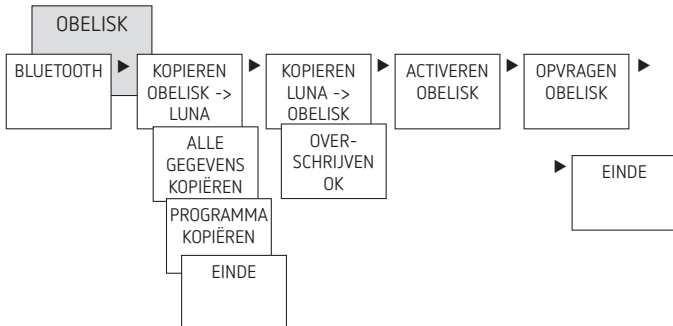 OBELISK
BLUETOOTH
KOPIEREN
OBELISK ->
LUNA
KOPIEREN
LUNA ->
OBELISK
ACTIVEREN
OBELISK
OPVRAGEN
OBELISK
ALLE
GEGEVENS
KOPIËREN
OVER-
SCHRIJVEN
OK
EINDE
PROGRAMMA
KOPIËREN
EINDE